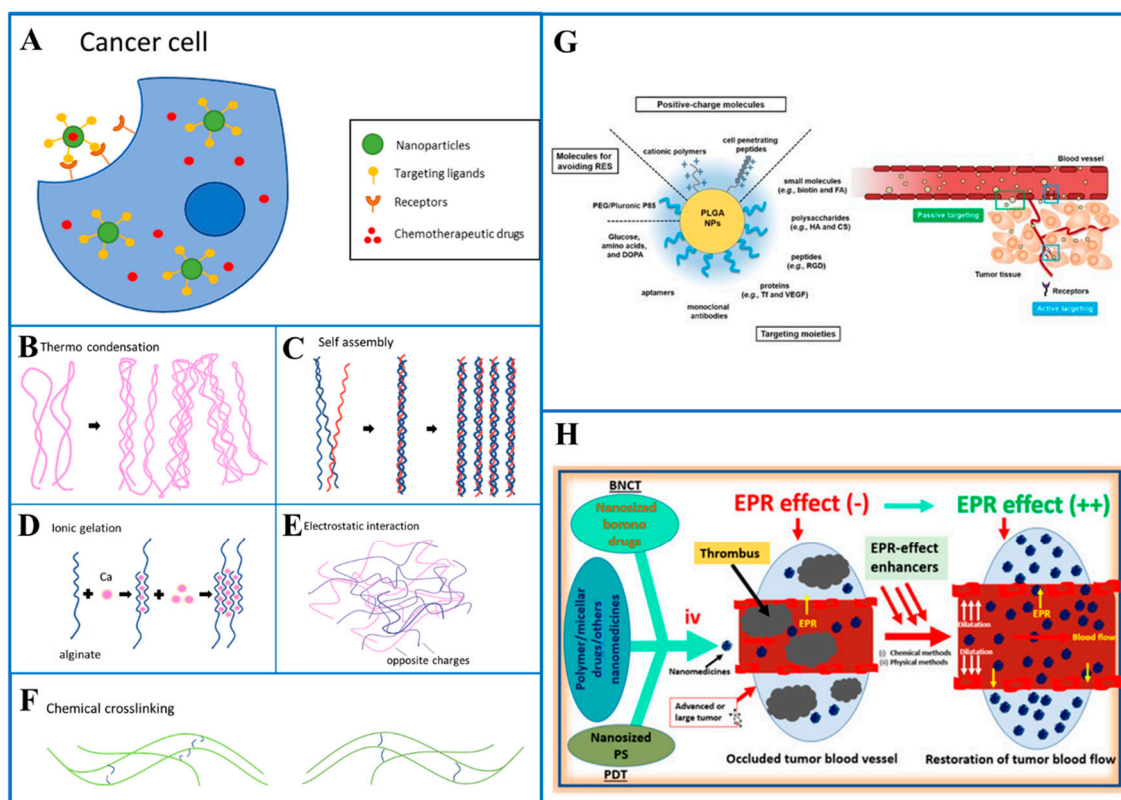 A
Cancer cell
Nanoparticles
Targeting ligands
Receptors
Chemotherapeutic drugs
B
Thermo condensation
C
Self assembly
D
Ionic gelation
Ca
alginate
E
Electrostatic interaction
opposite charges
F
Chemical crosslinking
G
Positive-charge molecules
Molecules for
avoiding RES
cationic polymers
cell penetrating
peptides
PEG/Pluronic P85
PLGA
NPs
small molecules
(e.g., biotin and FA)
Glucose,
amino acids,
and DOPA
polysaccharides
(e.g., HA and CS)
peptides
(e.g., RGD)
aptamers
proteins
(e.g., Tf and VEGF)
monoclonal
antibodies
Targeting moieties
Blood vessel
Passive targeting
Tumor tissue
Receptors
Active targeting
H
BNCT
Nanosized
borono
drugs
Polymer/micellar
drugs/others
nanomedicines
Nanosized
PS
PDT
iv
Nanomedicines
EPR effect (-)
EPR effect (++)
Thrombus
EPR-effect
enhancers
EPR
(i) Chemical methods
(ii) Physical methods
Advanced or
large tumor
Occluded tumor blood vessel
EPR
Dilatation
Blood flow
Dilatation
Restoration of tumor blood flow